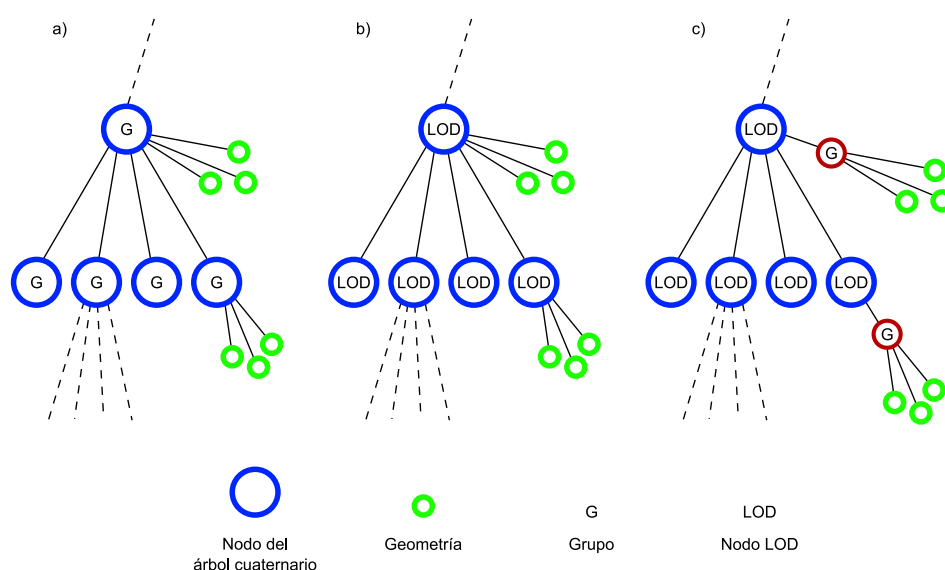 a)
b)
c)
G
LOD
LOD
G
G
G
G
G
LOD
LOD
LOD
LOD
LOD
LOD
LOD
LOD
G
G
LOD
Nodo del
árbol cuaternario
Geometría
Grupo
Nodo LOD